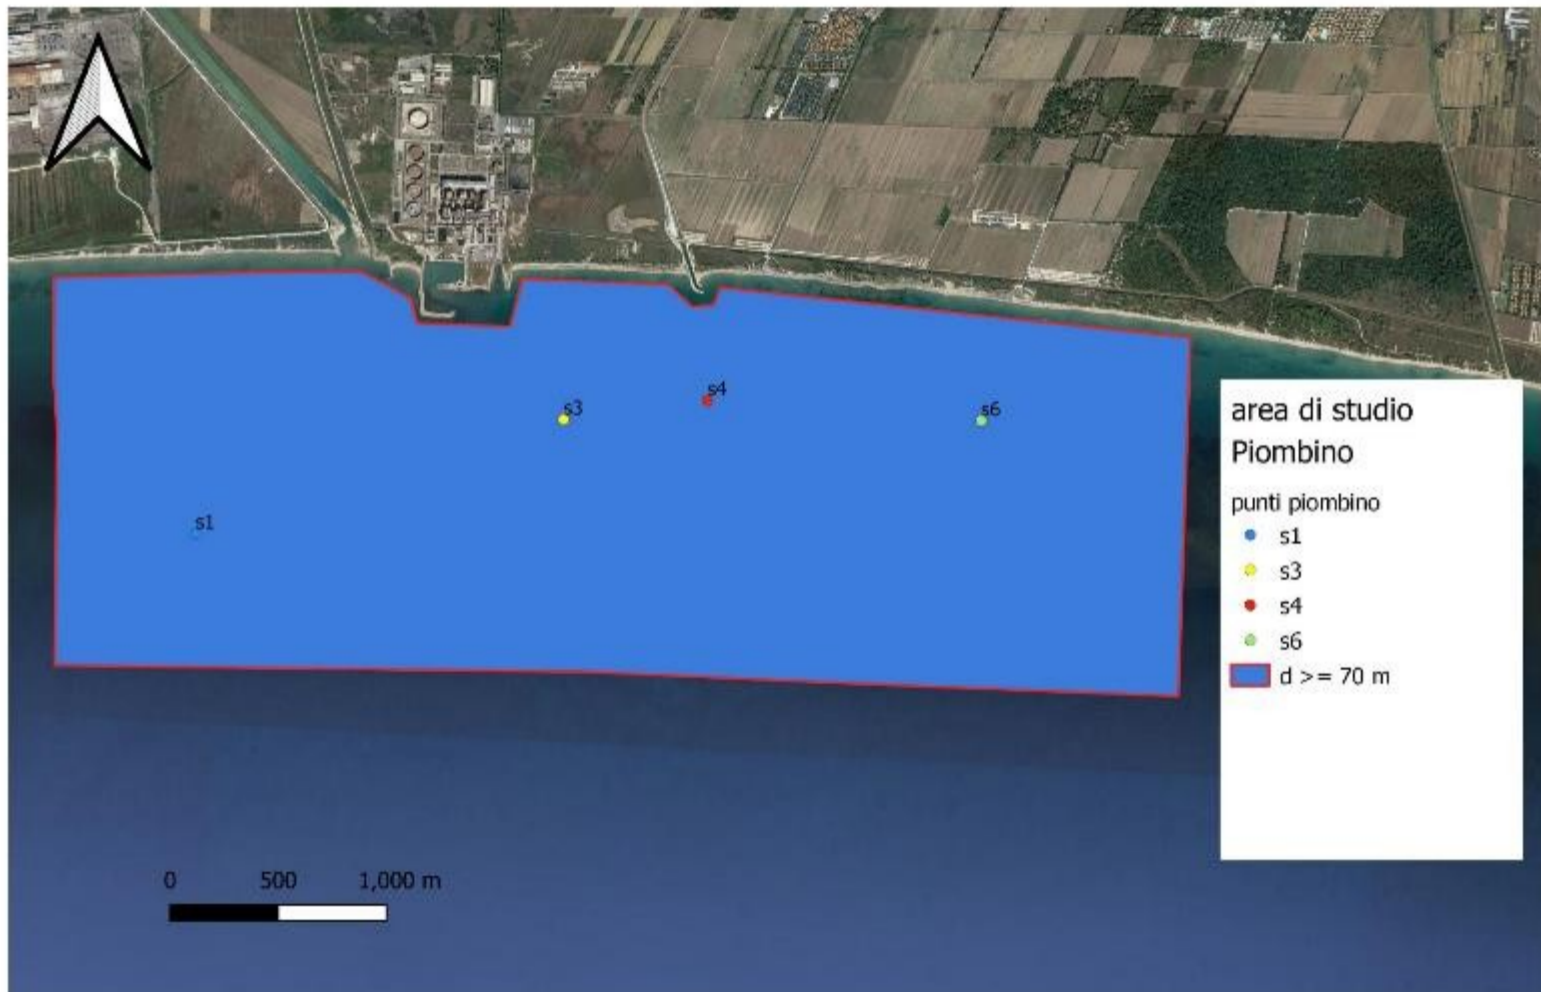 s4
s3
s6
s1
area di studio
Piombino
punti piombino
s1
s3
s4
s6
d >= 70 m
0 500 1,000 m